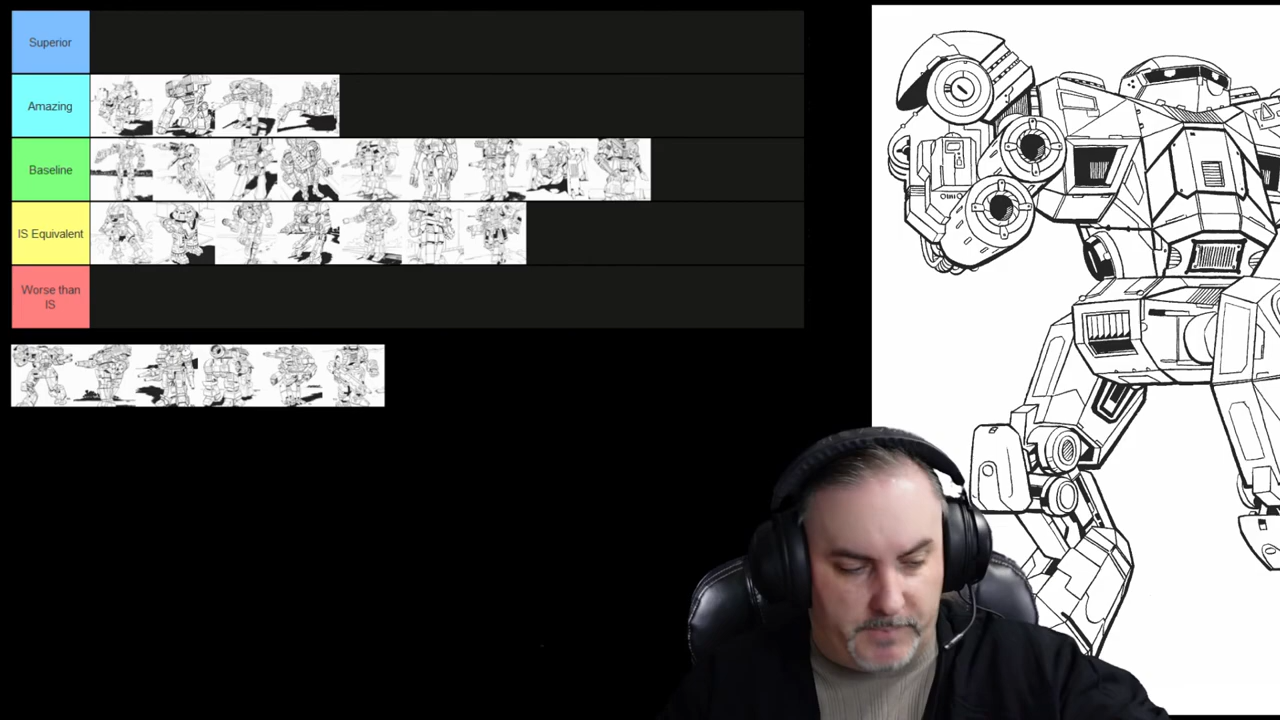 Superior
Amazing
Baseline
IS Equivalent
Worse than
IS